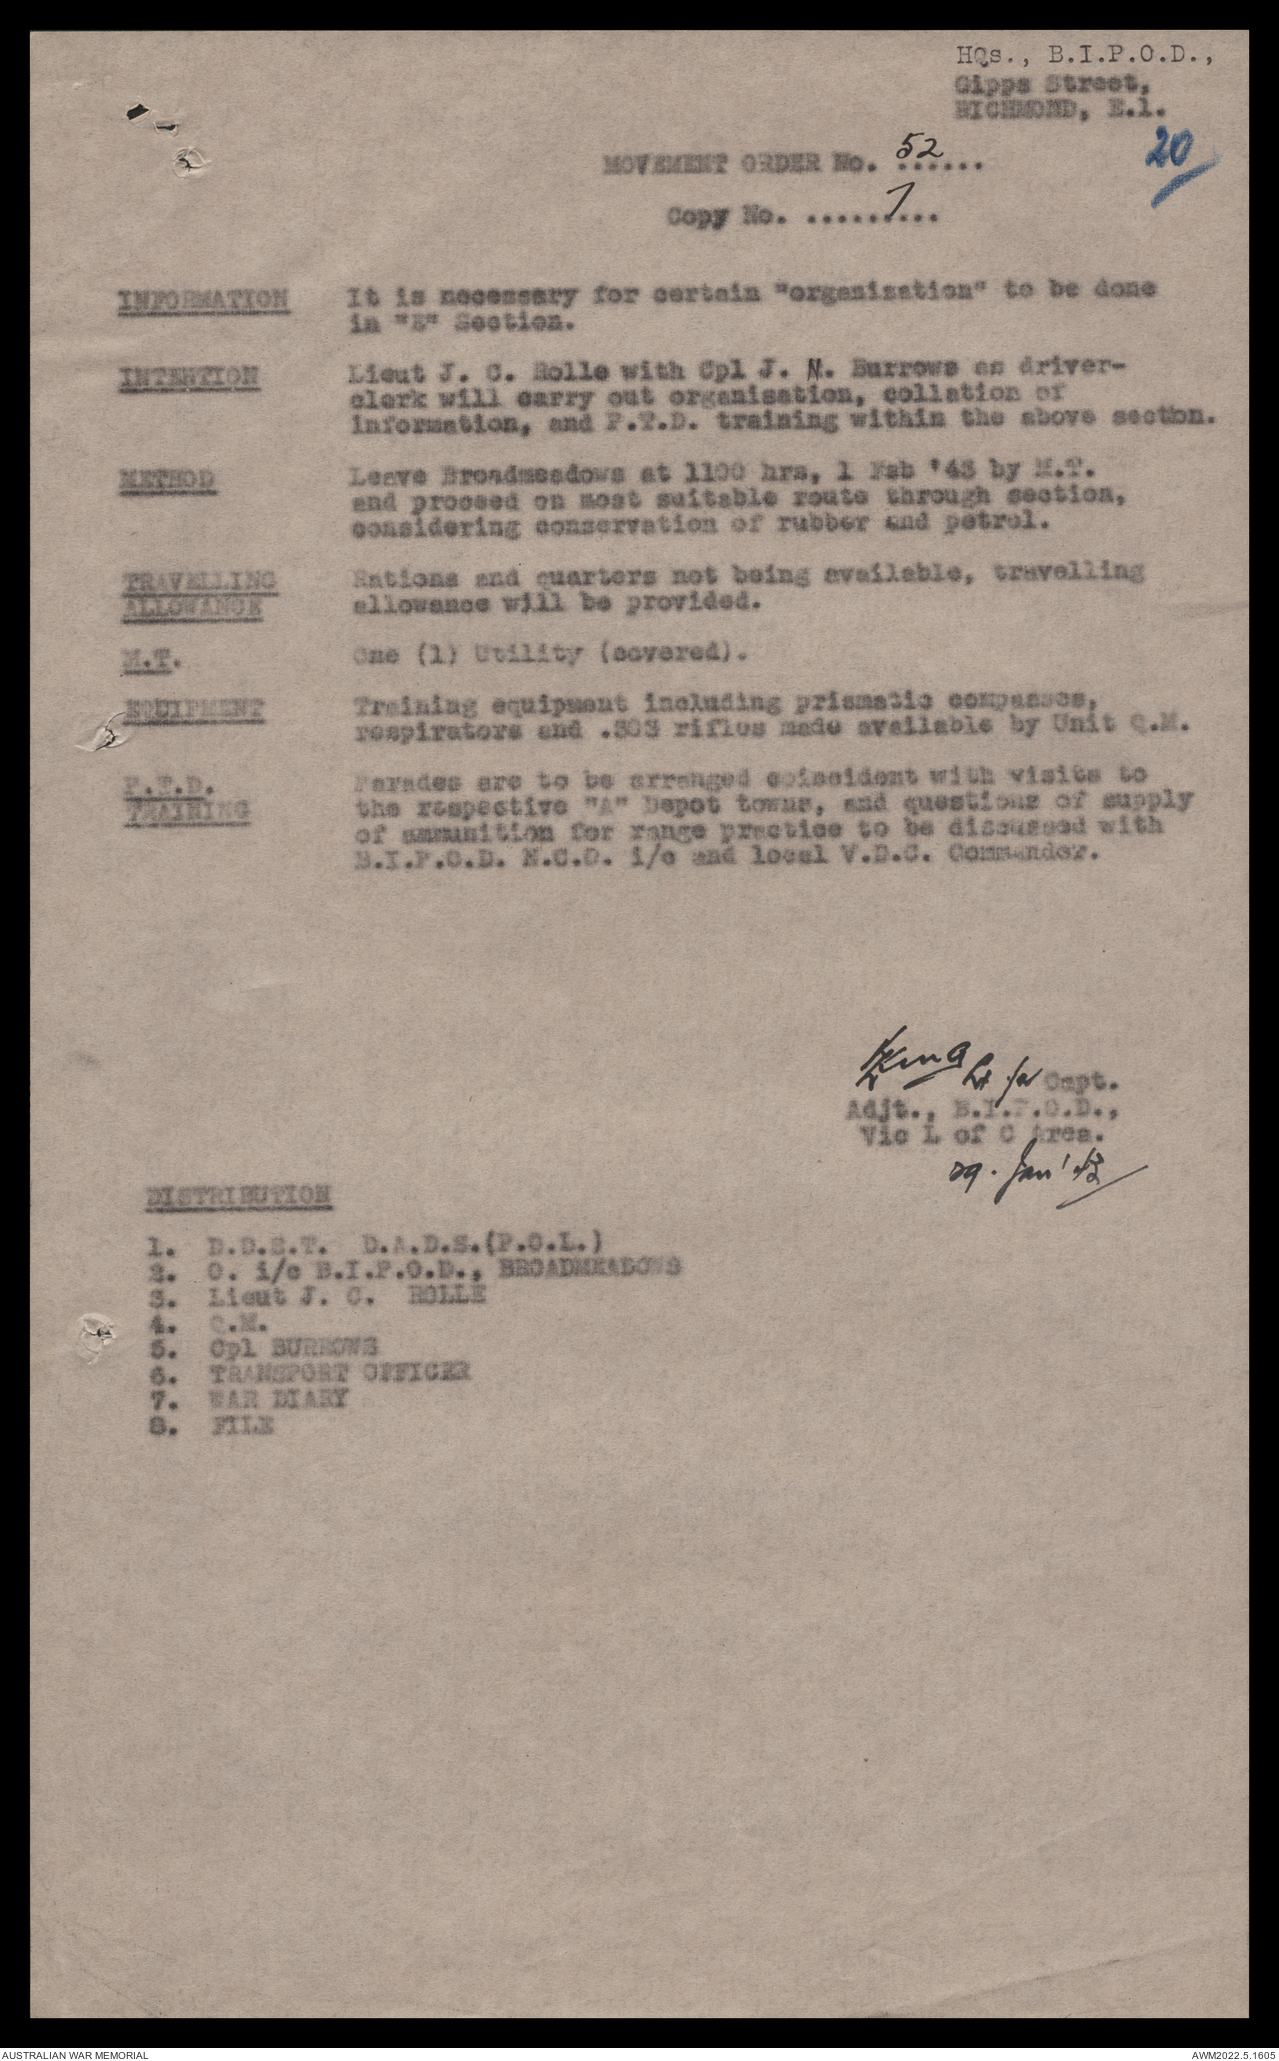 HQs., B.I.P.O.D.,
Gipps Street,
RICHMOND, E.1.
20
MOVEMENT ORDER No. 52......
Copy No. ....7.....
INFORMATION It is necessary for certain "organization" to be done
in "E" Section.
INTENTION Lieut J. C. Rolle with Cpl J. N. Burrows as driver-
clerk will carry out organisation, collation of
information, and P.T.D. training within the above section.
METHOD Leave Broadmeadows at 1100 hrs, 1 Feb '43 by M.T.
and proceed on most suitable route through section,
considering conservation of rubber and petrol.
TRAVELLING Rations and quarters not being available, travelling
ALLOWANCE allowance will be provided.
M.T. One (1) Utility (covered).
EQUIPMENT Training equipment including prismatic compasses,
respirators and .303 rifles made available by Unit Q.M.
Parades are to be arranged coincident with visits to
TRAINING the respective "A" Depot towns, and questions of supply
of ammunition for range practice to be discussed with
B.I.P.O.D. N.C.O. i/c and local V.D.C. Commander.
King Lt for Capt.
Adjt., B.I.P.O.D.,
Vic L of C Area.
29. Jan' 43
DISTRIBUTION
1. D.D.S.T. D.A.D.S.(P.O.L.)
2. O. i/c B.I.P.O.D., BROADMEADOWS
3. Lieut J. C. ROLLE
4. Q.M.
5. Cpl BURROWS
6. TRANSPORT OFFICER
7. WAR DIARY
8. FILE
AUSTRALIAN WAR MEMORIAL
AWM2022.5.1605